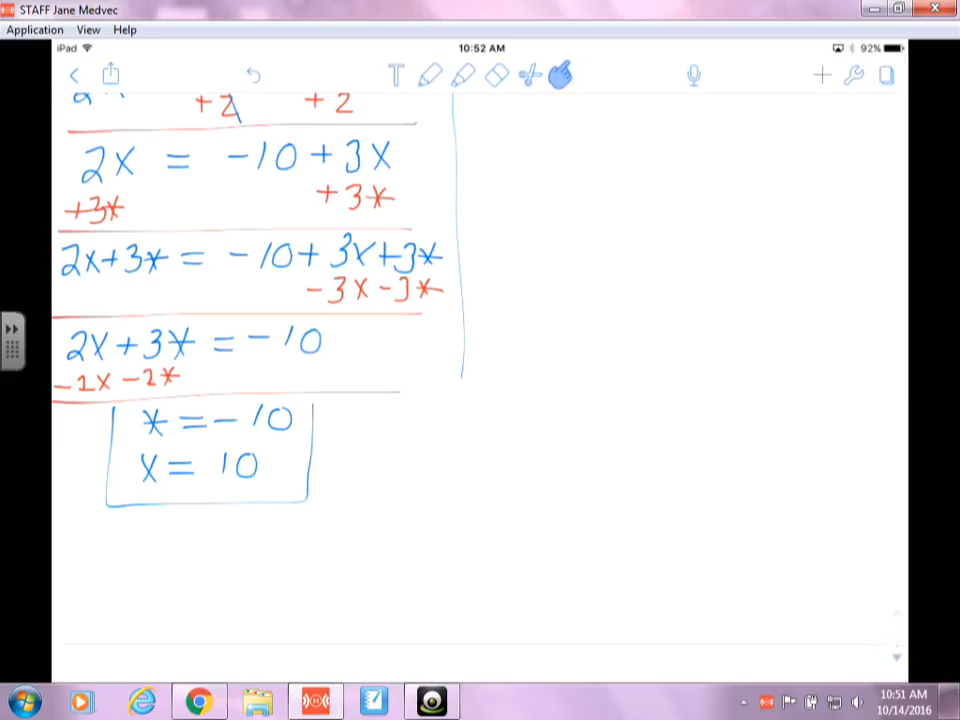 STAFF Jane Medvec
Application View Help
iPad 10:52 AM 92%
T
+2 +2
2x = -10 + 3x
+3* +3*
2x+3* = -10 + 3x+3*
-3x -3*
2x + 3* = -10
-2x -2*
* = -10
x = 10
10:51 AM
10/14/2016